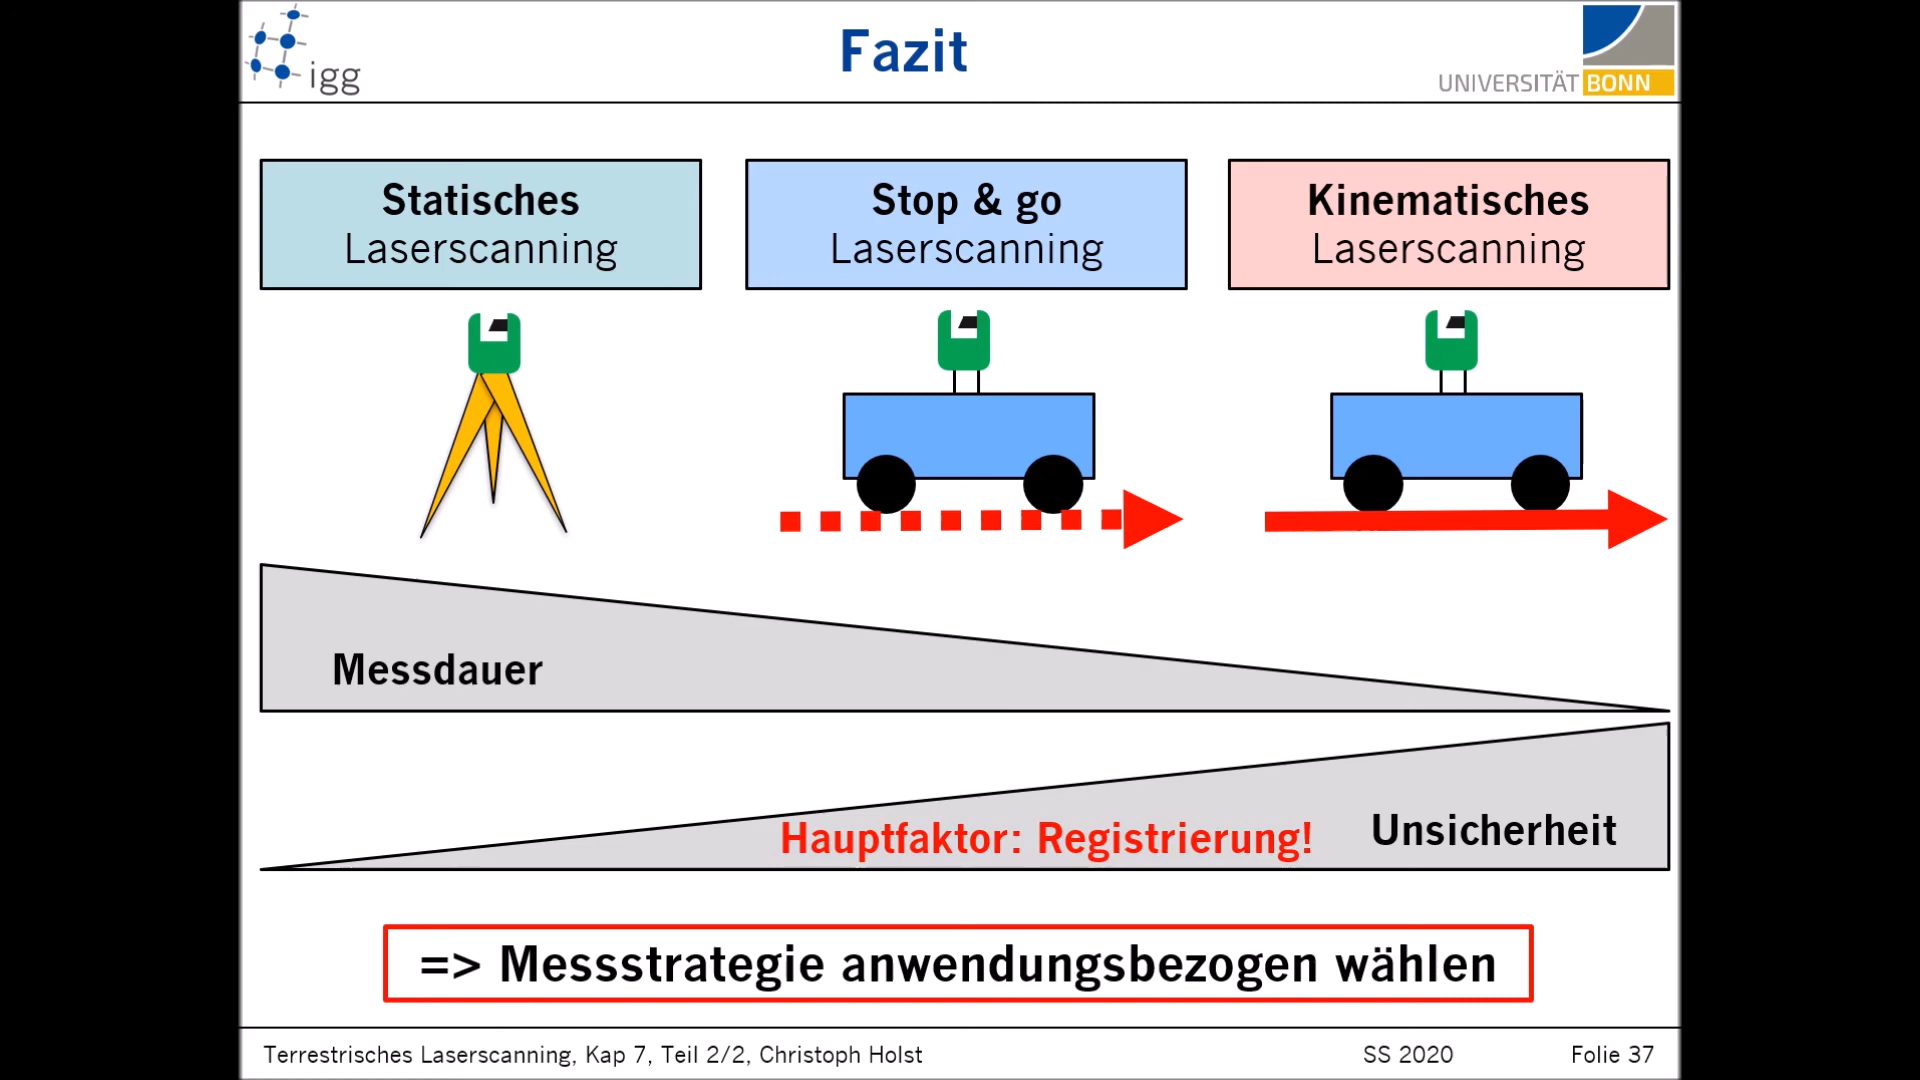 igg
Fazit
UNIVERSITÄT BONN
Statisches
Laserscanning
Stop & go
Laserscanning
Kinematisches
Laserscanning
Messdauer
Hauptfaktor: Registrierung!
Unsicherheit
=> Messstrategie anwendungsbezogen wählen
Terrestrisches Laserscanning, Kap 7, Teil 2/2, Christoph Holst
SS 2020
Folie 37